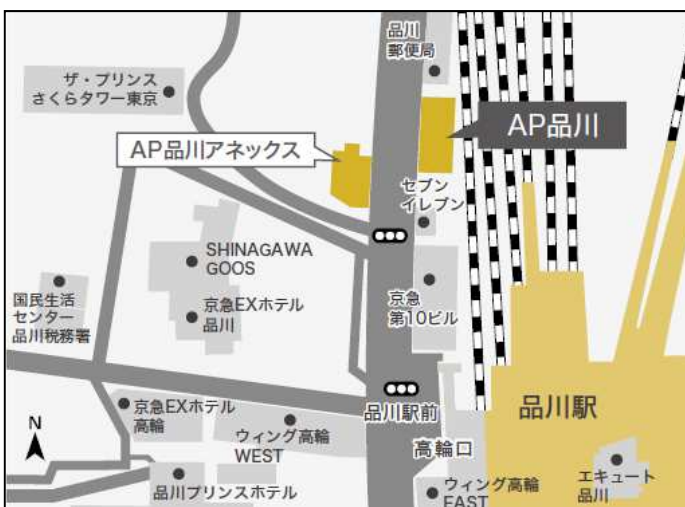 品川
郵便局
ザ・プリンス
さくらタワー東京
AP品川
AP品川アネックス
セブン
イレブン
SHINAGAWA
GOOS
国民生活
センター
品川税務署
京急EXホテル
品川
京急
第10ビル
京急EXホテル
高輪
品川駅前
品川駅
N
ウィング高輪
WEST
高輪口
品川プリンスホテル
ウィング高輪
EAST
エキュート
品川